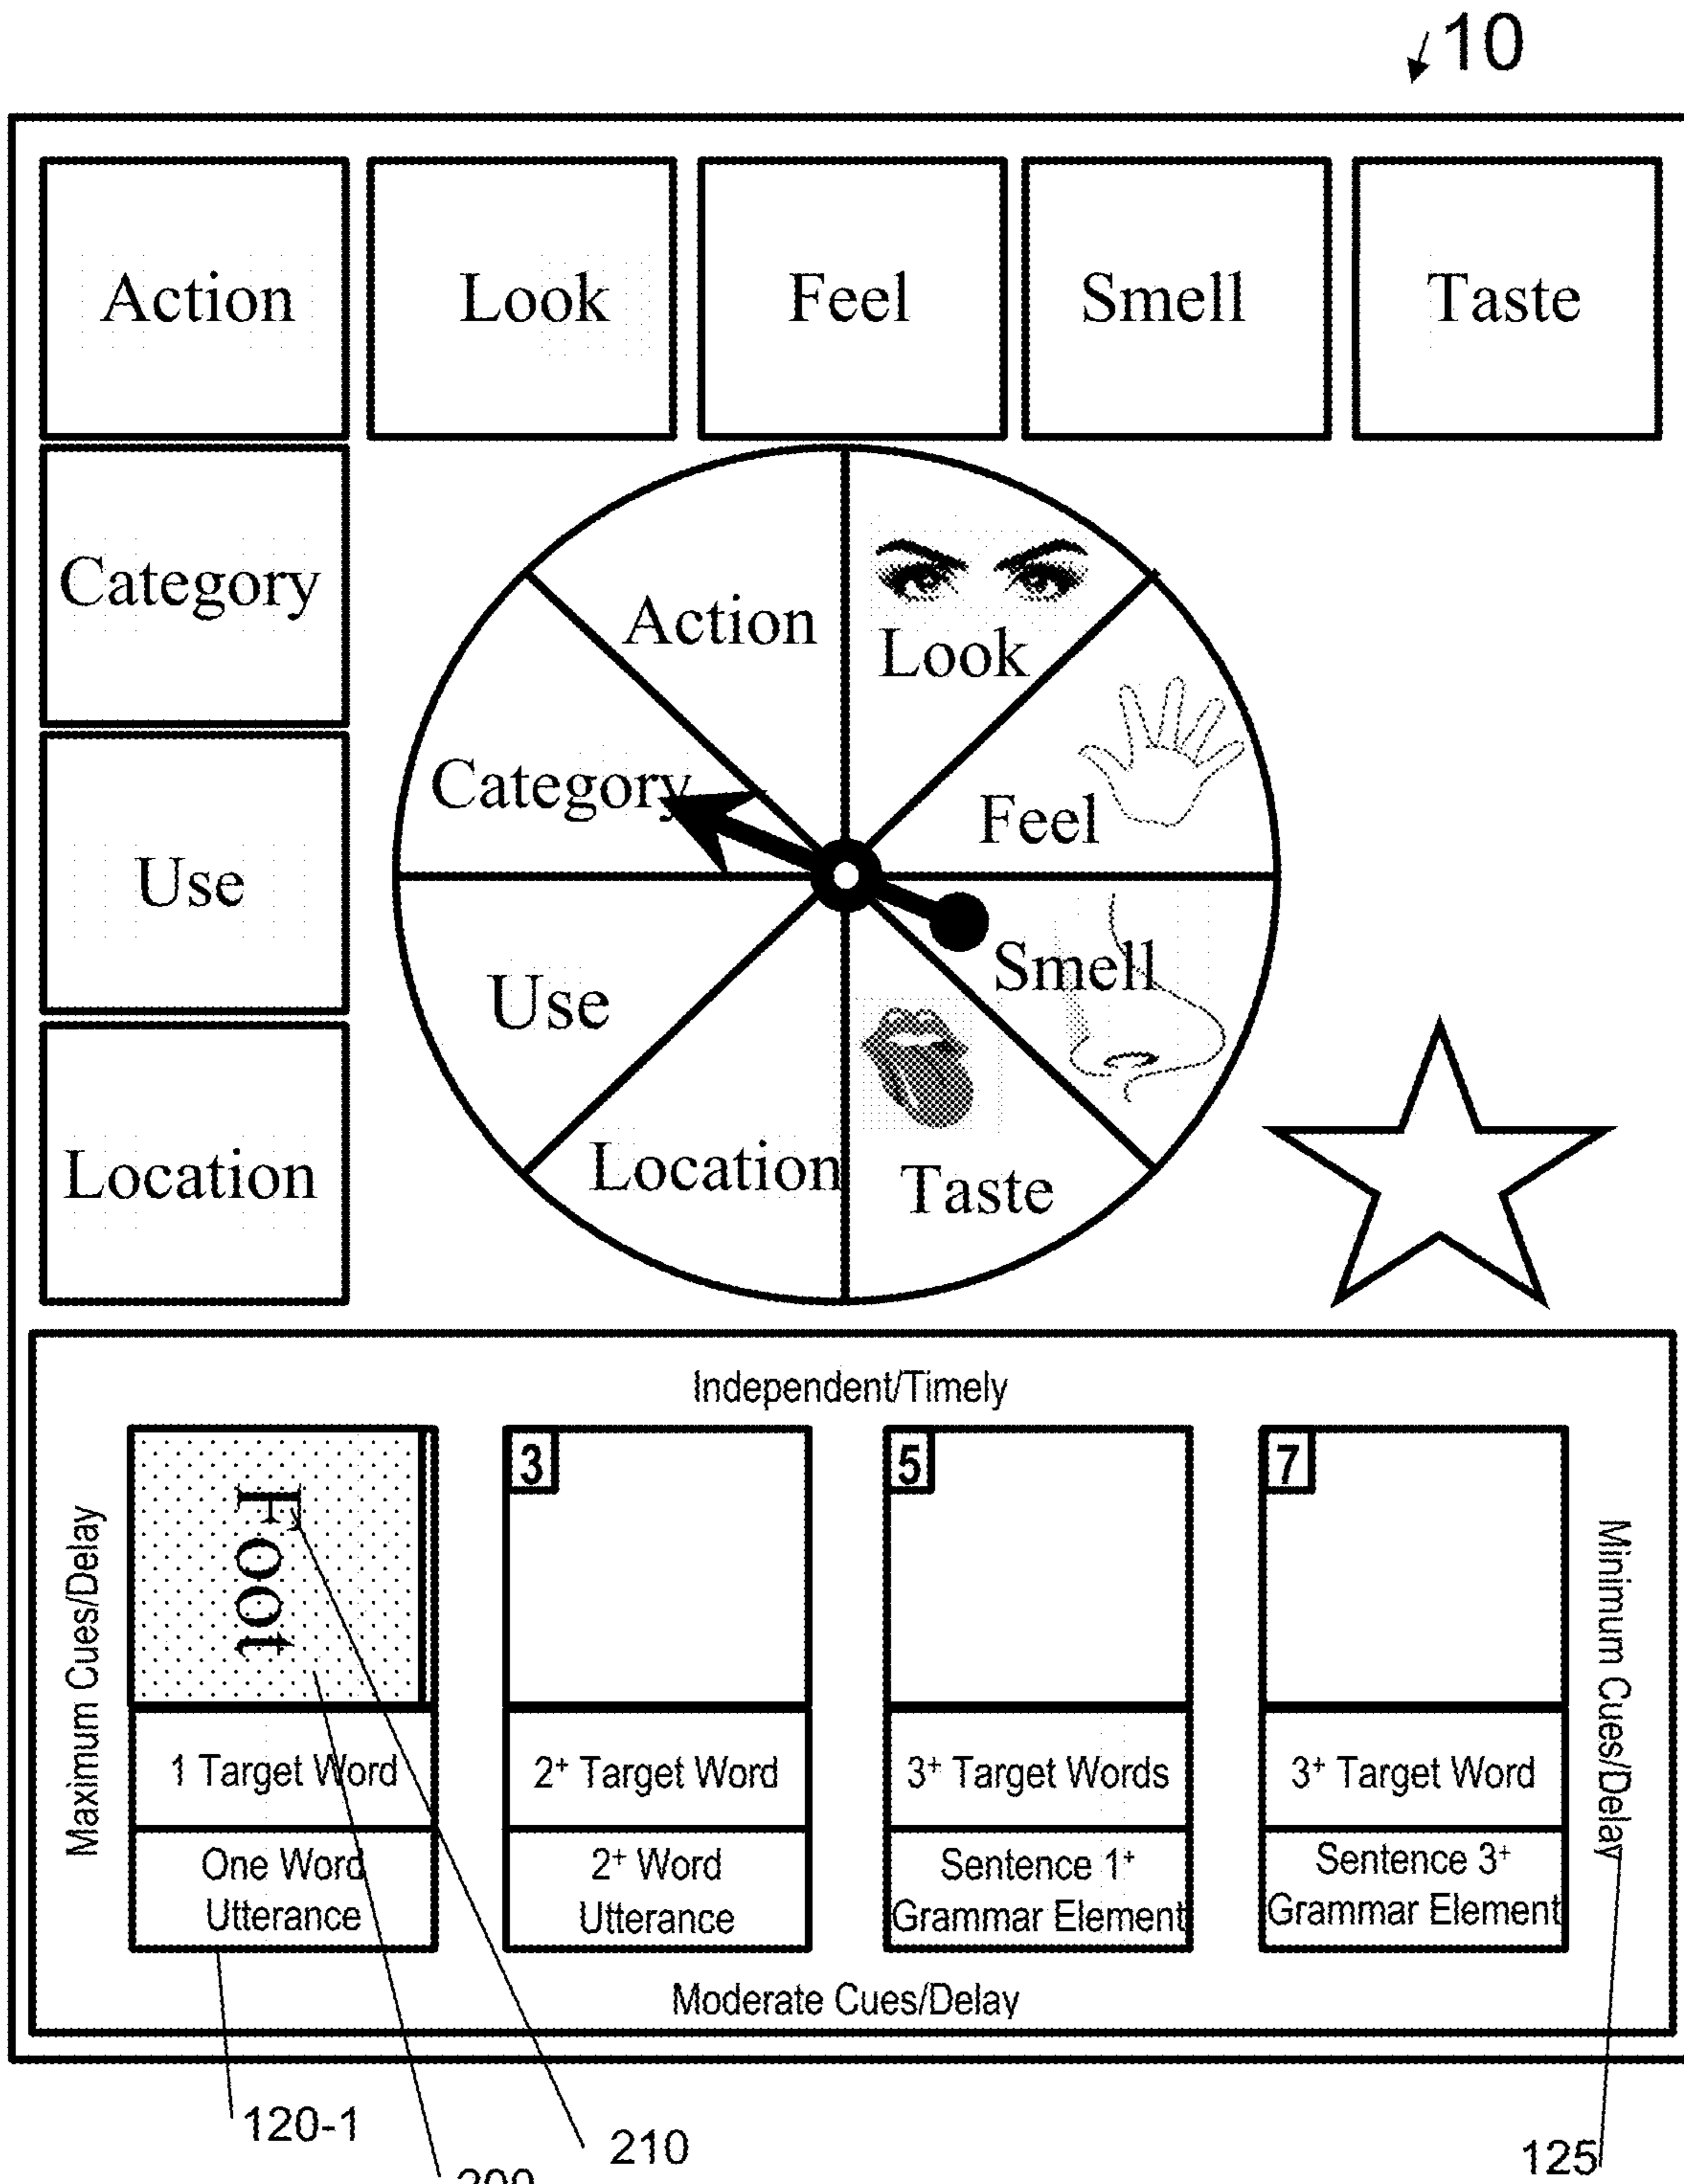 10
Action
Look
Feel
Smell
Taste
Category
Use
Location
Action
Look
Category
Feel
Use
Smell
Location
Taste
Independent/Timely
Maximum Cues/Delay
Foot
3
5
7
Minimum Cues/Delay
1 Target Word
2⁺ Target Word
3⁺ Target Words
3⁺ Target Word
One Word
Utterance
2⁺ Word
Utterance
Sentence 1⁺
Grammar Element
Sentence 3⁺
Grammar Element
Moderate Cues/Delay
120-1
210
125